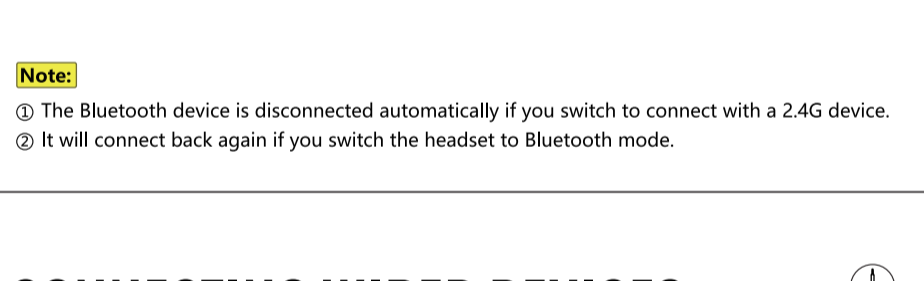 Note:
① The Bluetooth device is disconnected automatically if you switch to connect with a 2.4G device.
② It will connect back again if you switch the headset to Bluetooth mode.